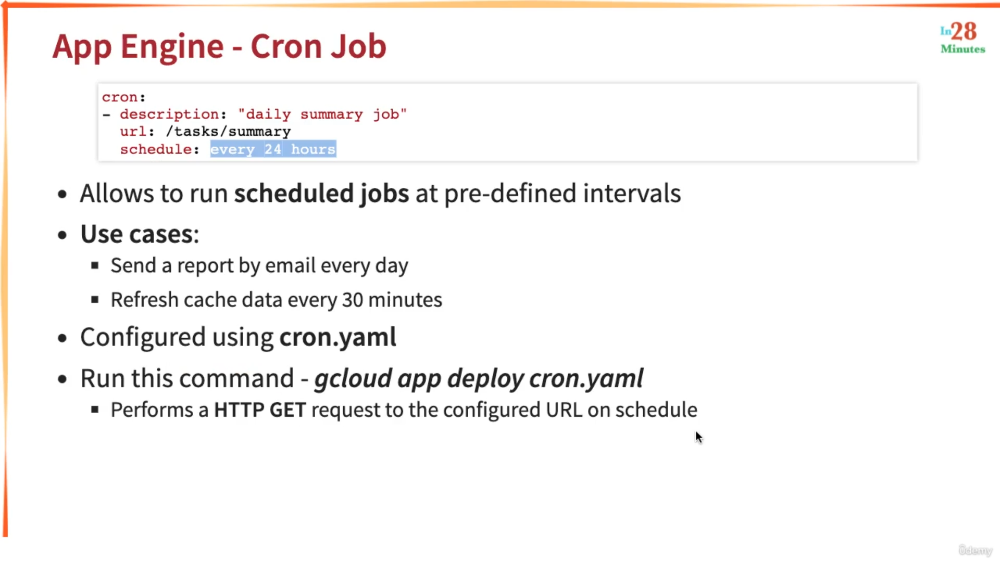 App Engine - Cron Job
In28
Minutes
cron:
- description: "daily summary job"
  url: /tasks/summary
  schedule: every 24 hours
• Allows to run scheduled jobs at pre-defined intervals
• Use cases:
▪ Send a report by email every day
▪ Refresh cache data every 30 minutes
• Configured using cron.yaml
• Run this command - gcloud app deploy cron.yaml
▪ Performs a HTTP GET request to the configured URL on schedule
ûdemy